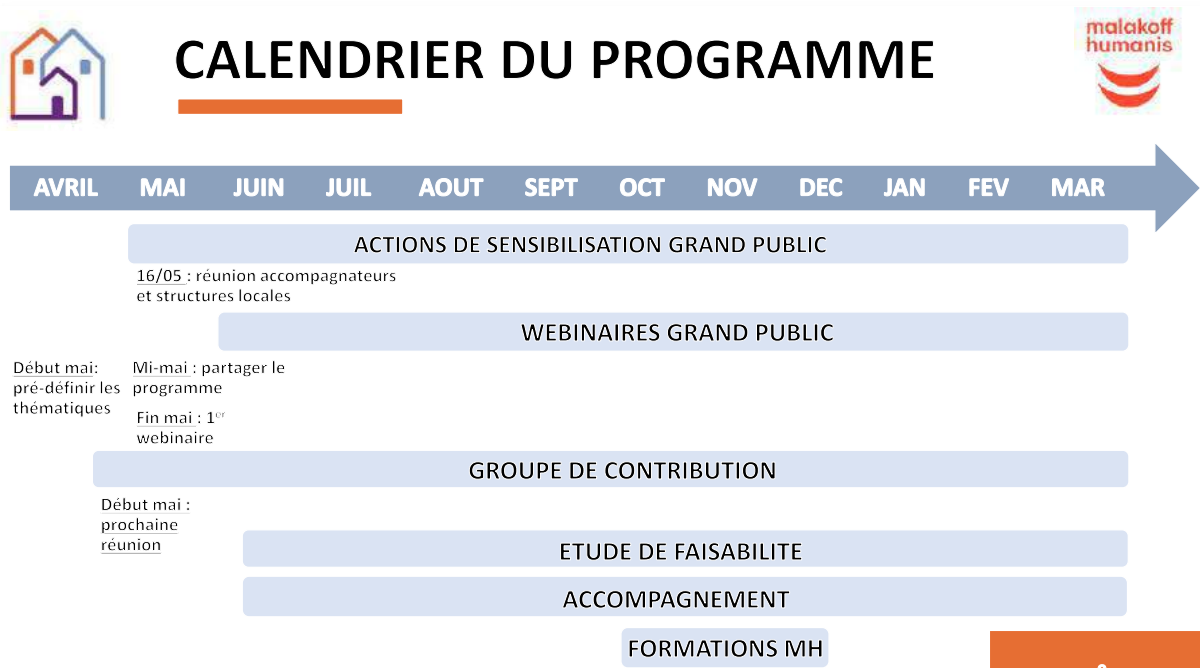 CALENDRIER DU PROGRAMME
malakoff
humanis
AVRIL MAI JUIN JUIL AOUT SEPT OCT NOV DEC JAN FEV MAR
ACTIONS DE SENSIBILISATION GRAND PUBLIC
16/05 : réunion accompagnateurs
et structures locales
WEBINAIRES GRAND PUBLIC
Début mai:
pré-définir les
thématiques
Mi-mai : partager le
programme
Fin mai : 1er
webinaire
GROUPE DE CONTRIBUTION
Début mai :
prochaine
réunion
ETUDE DE FAISABILITE
ACCOMPAGNEMENT
FORMATIONS MH